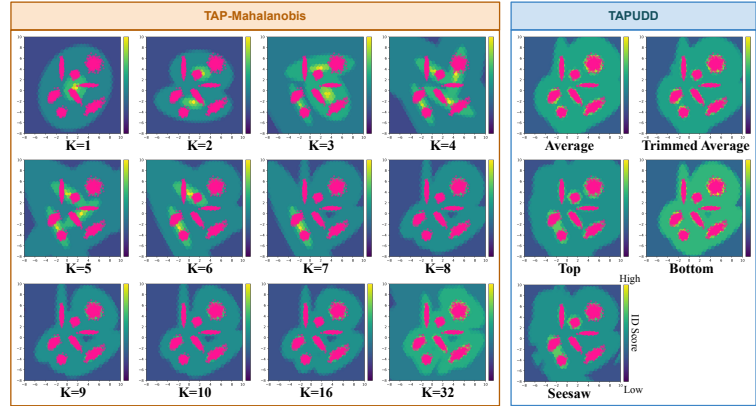 TAP-Mahalanobis
TAPUDD
K=1
K=2
K=3
K=4
Average
Trimmed Average
K=5
K=6
K=7
K=8
Top
Bottom
K=9
K=10
K=16
K=32
Seesaw
High
ID Score
Low